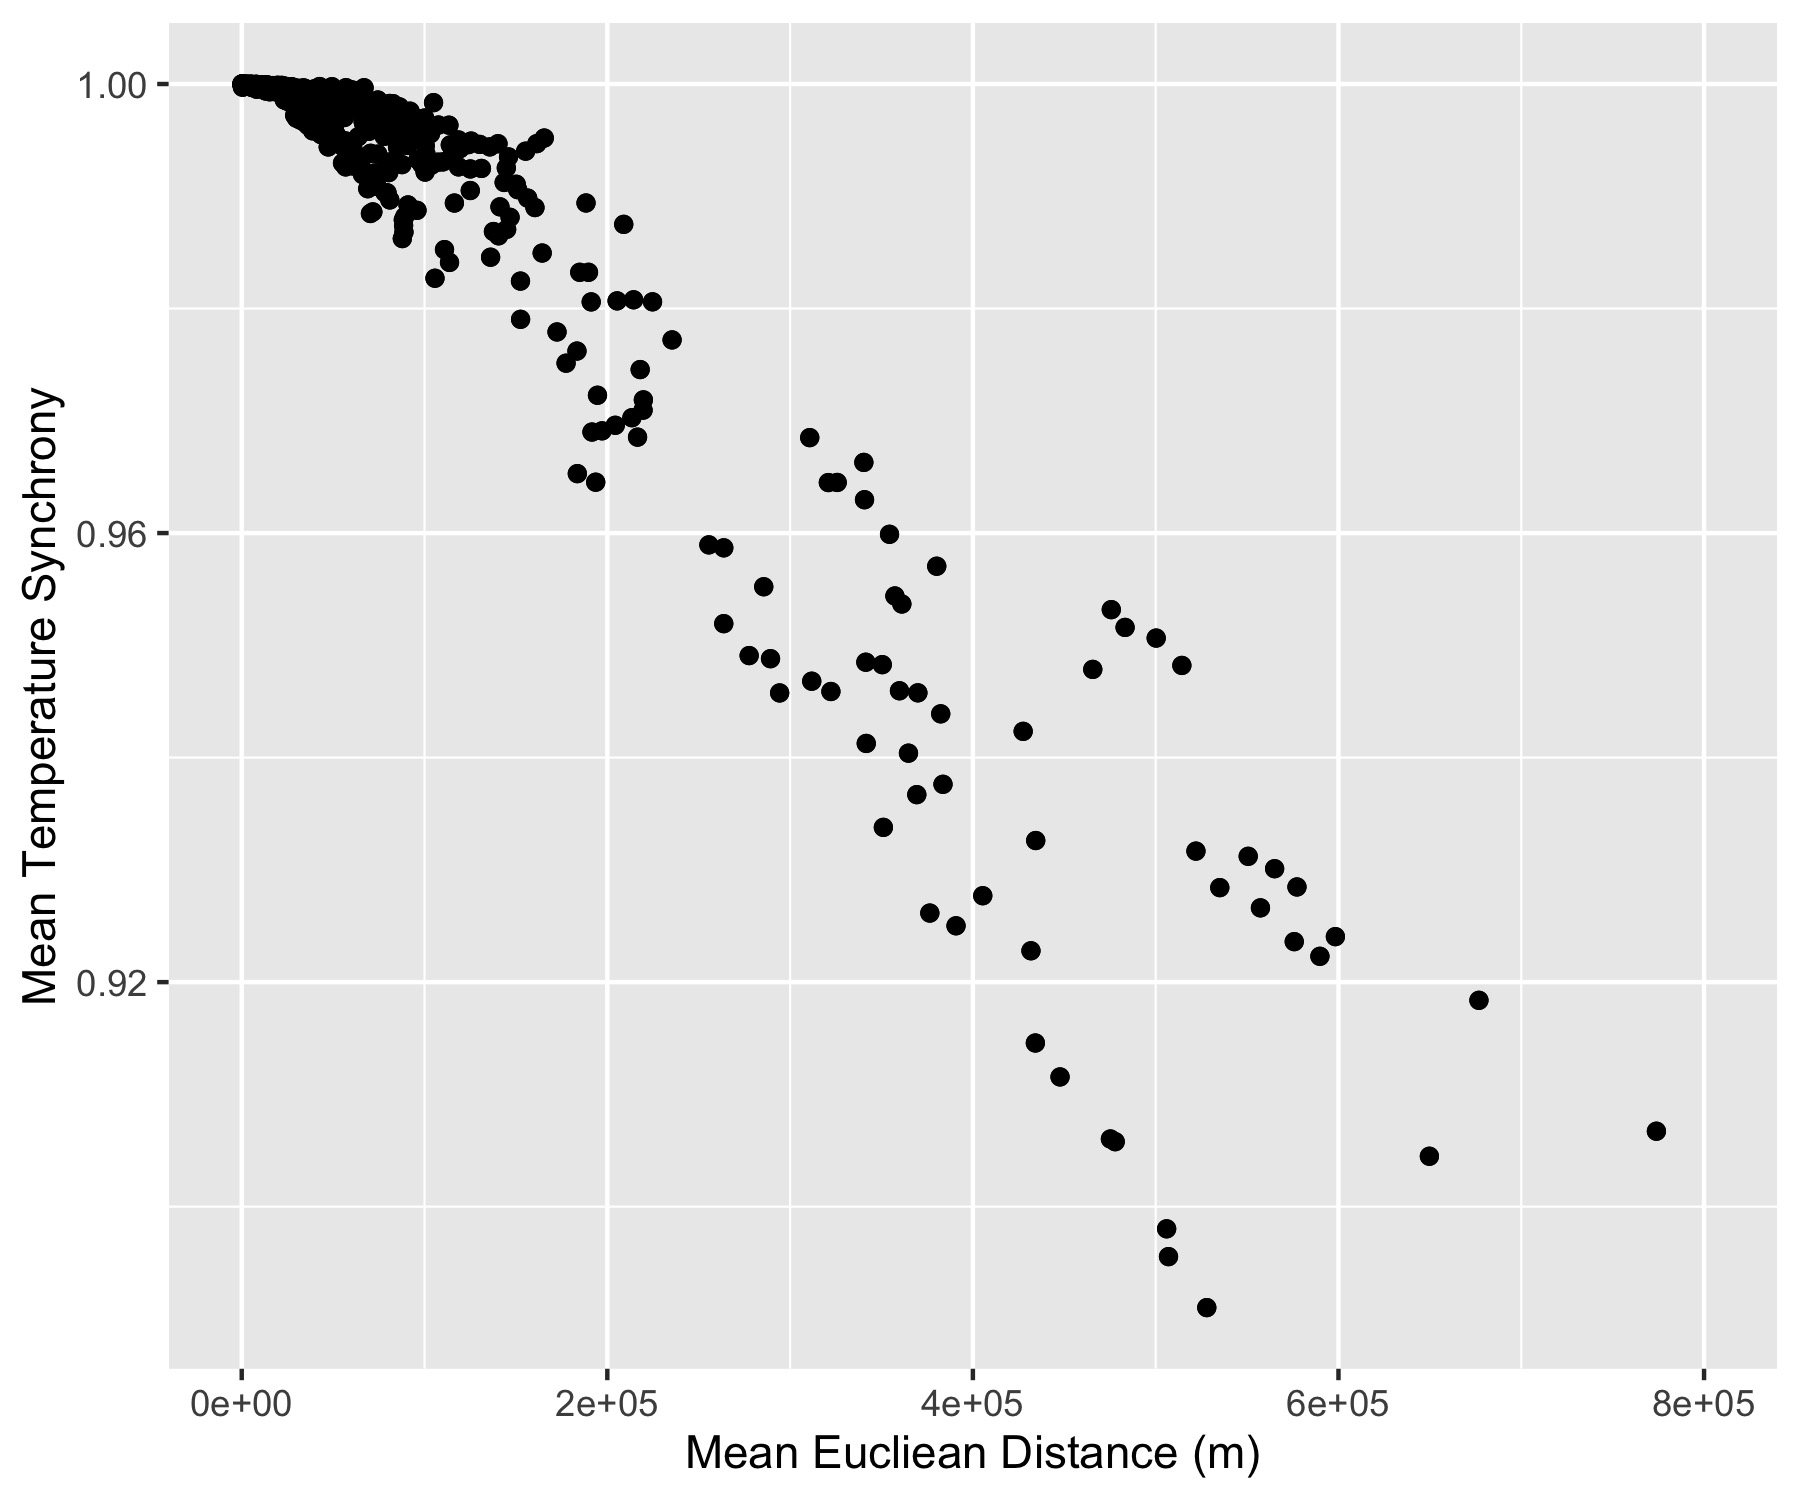 Mean Temperature Synchrony
1.00
0.96
0.92
0e+00 2e+05 4e+05 6e+05 8e+05
Mean Eucliean Distance (m)